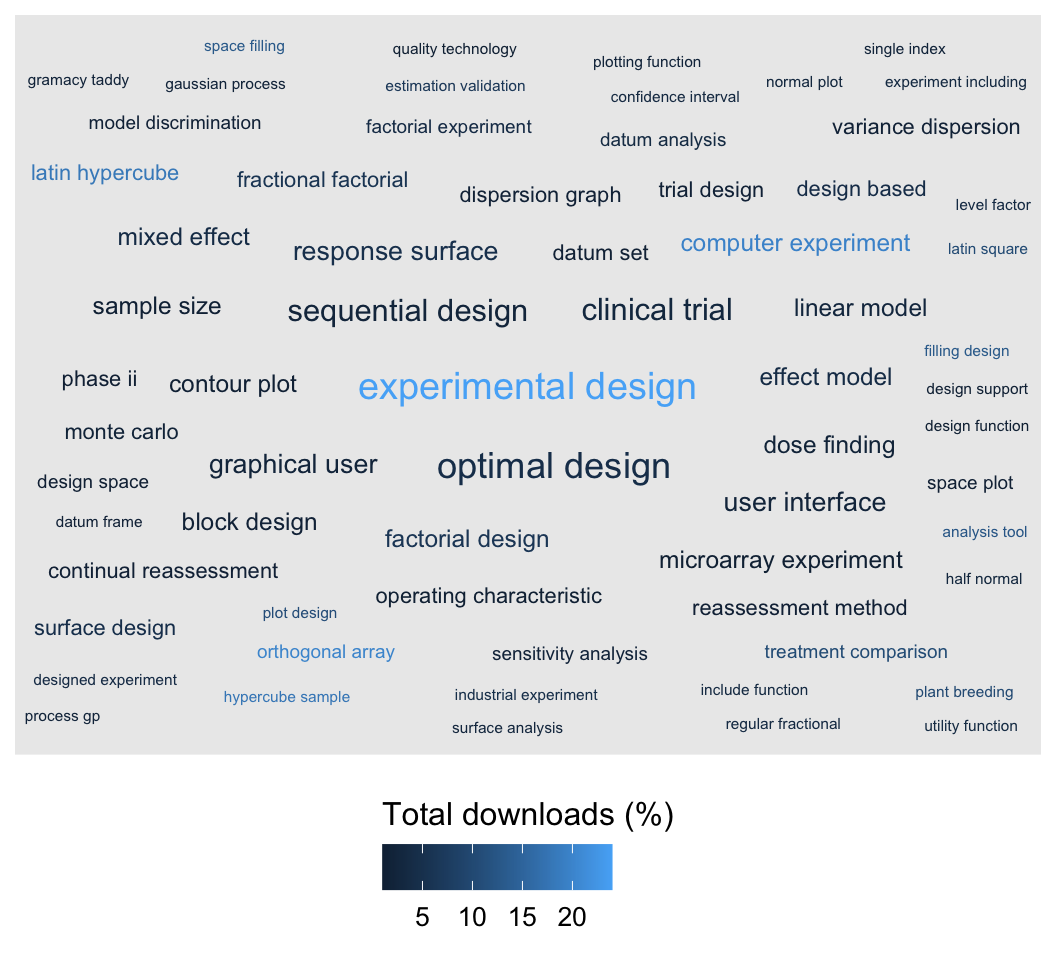 space filling
quality technology
single index
plotting function
gramacy taddy
gaussian process
estimation validation
normal plot
experiment including
confidence interval
model discrimination
factorial experiment
variance dispersion
datum analysis
latin hypercube
fractional factorial
dispersion graph
trial design
design based
level factor
mixed effect
response surface
datum set
computer experiment
latin square
sample size
sequential design
clinical trial
linear model
filling design
phase ii
contour plot
experimental design
effect model
design support
monte carlo
design function
graphical user
optimal design
dose finding
design space
space plot
datum frame
block design
user interface
analysis tool
factorial design
continual reassessment
microarray experiment
half normal
operating characteristic
plot design
reassessment method
surface design
orthogonal array
sensitivity analysis
treatment comparison
designed experiment
hypercube sample
industrial experiment
include function
plant breeding
process gp
surface analysis
regular fractional
utility function
Total downloads (%)
5 10 15 20